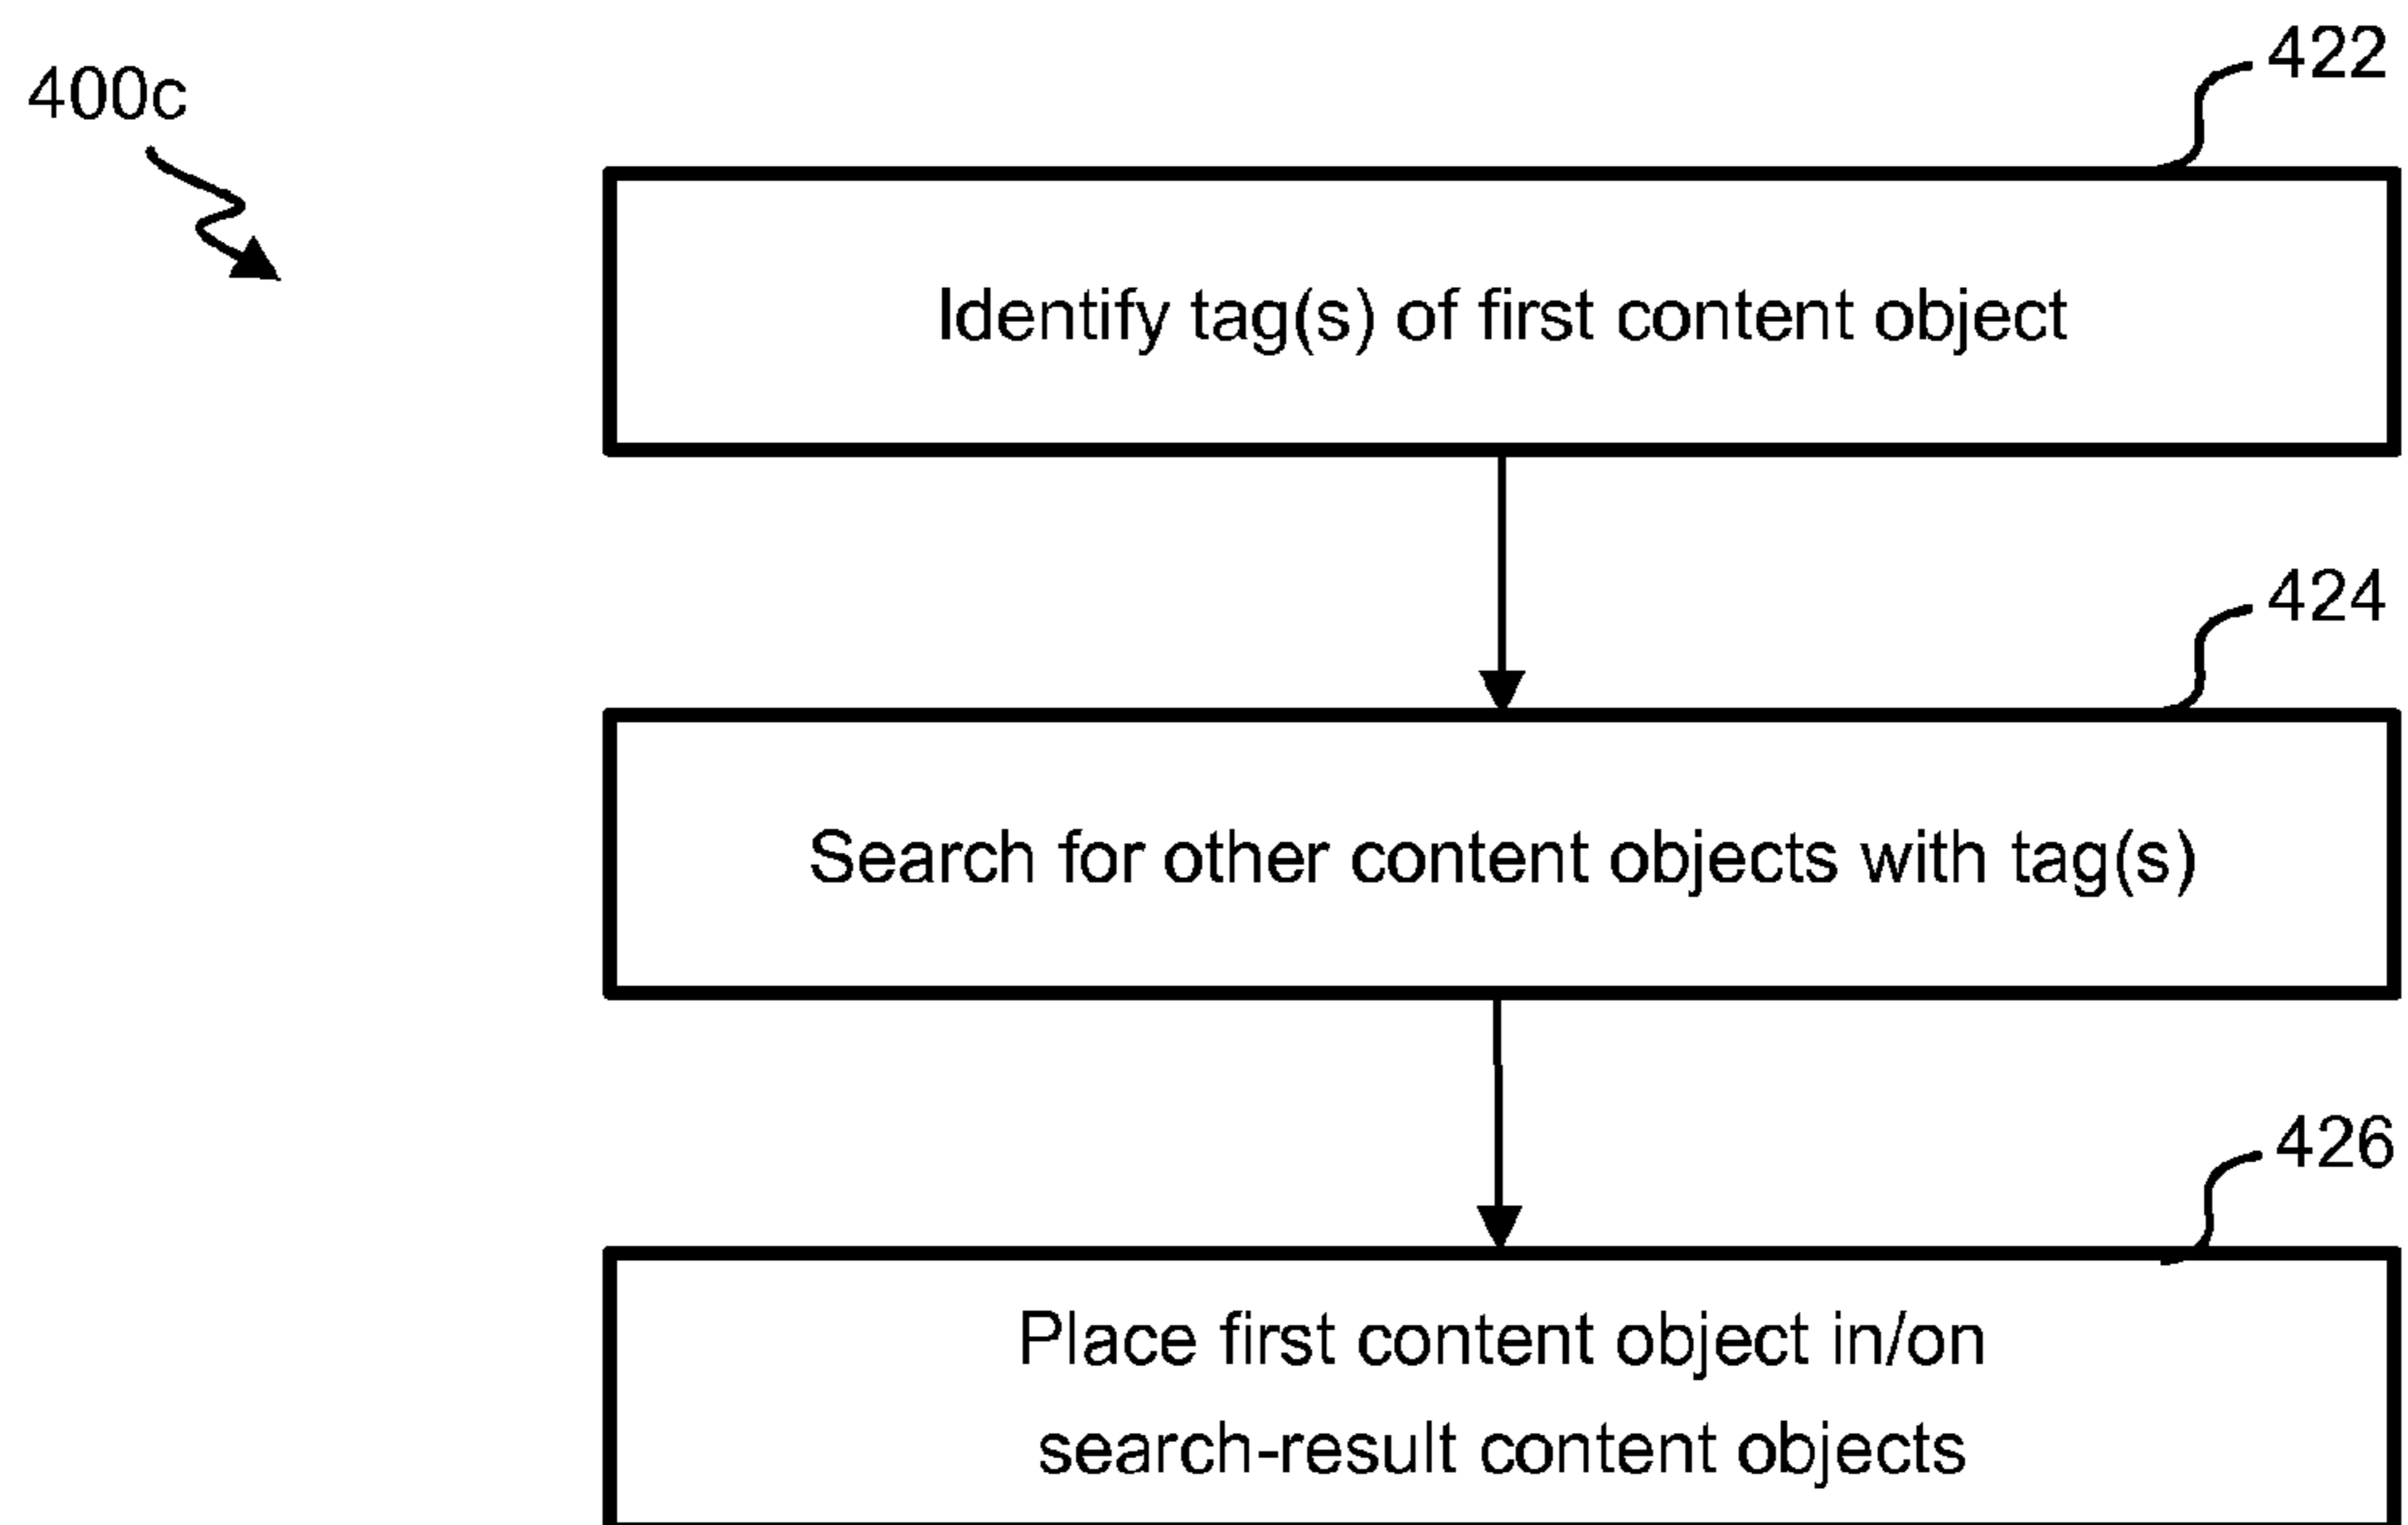 422
400c
Identify tag(s) of first content object
424
Search for other content objects with tag(s)
426
Place first content object in/on
search-result content objects